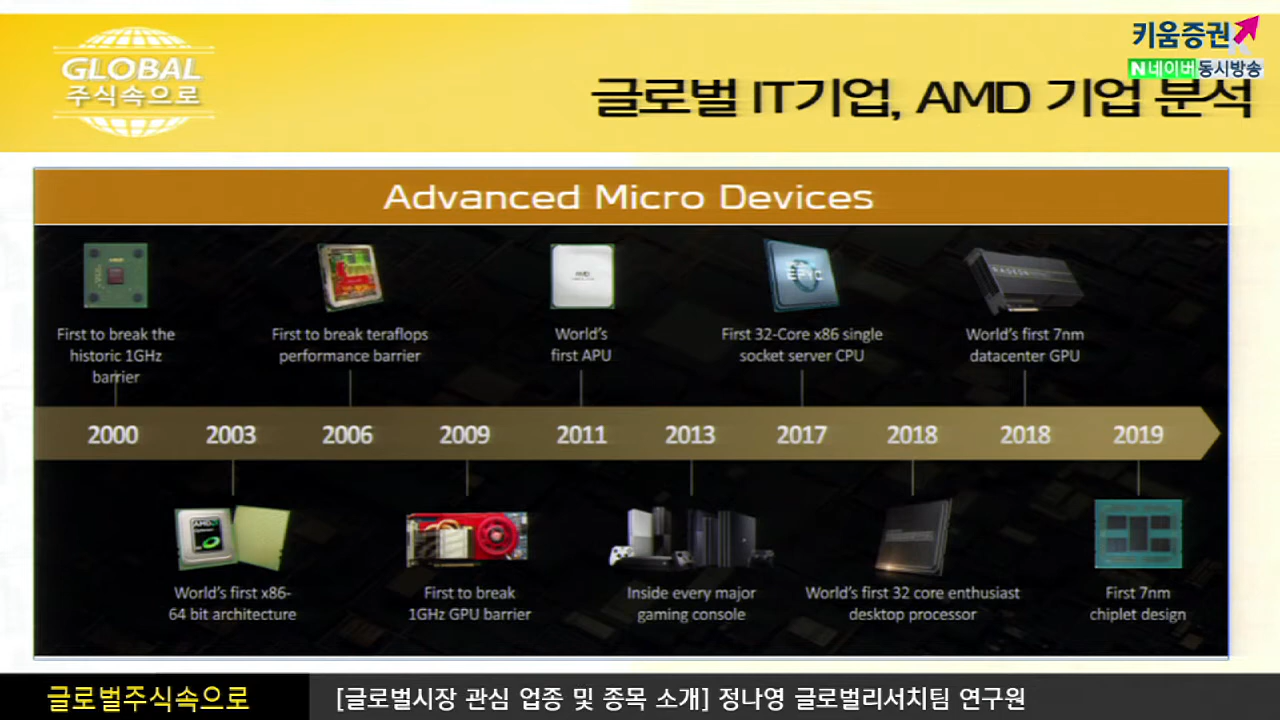 GLOBAL
주식속으로
키움증권
N 네이버 동시방송
글로벌 IT기업, AMD 기업 분석
Advanced Micro Devices
First to break the
historic 1GHz
barrier
First to break teraflops
performance barrier
AMD
World's
first APU
EPYC
First 32-Core x86 single
socket server CPU
RADEON
World's first 7nm
datacenter GPU
2000
2003
2006
2009
2011
2013
2017
2018
2018
2019
AMD
Opteron
World's first x86-
64 bit architecture
First to break
1GHz GPU barrier
Inside every major
gaming console
World's first 32 core enthusiast
desktop processor
First 7nm
chiplet design
글로벌주식속으로
[글로벌시장 관심 업종 및 종목 소개] 정나영 글로벌리서치팀 연구원